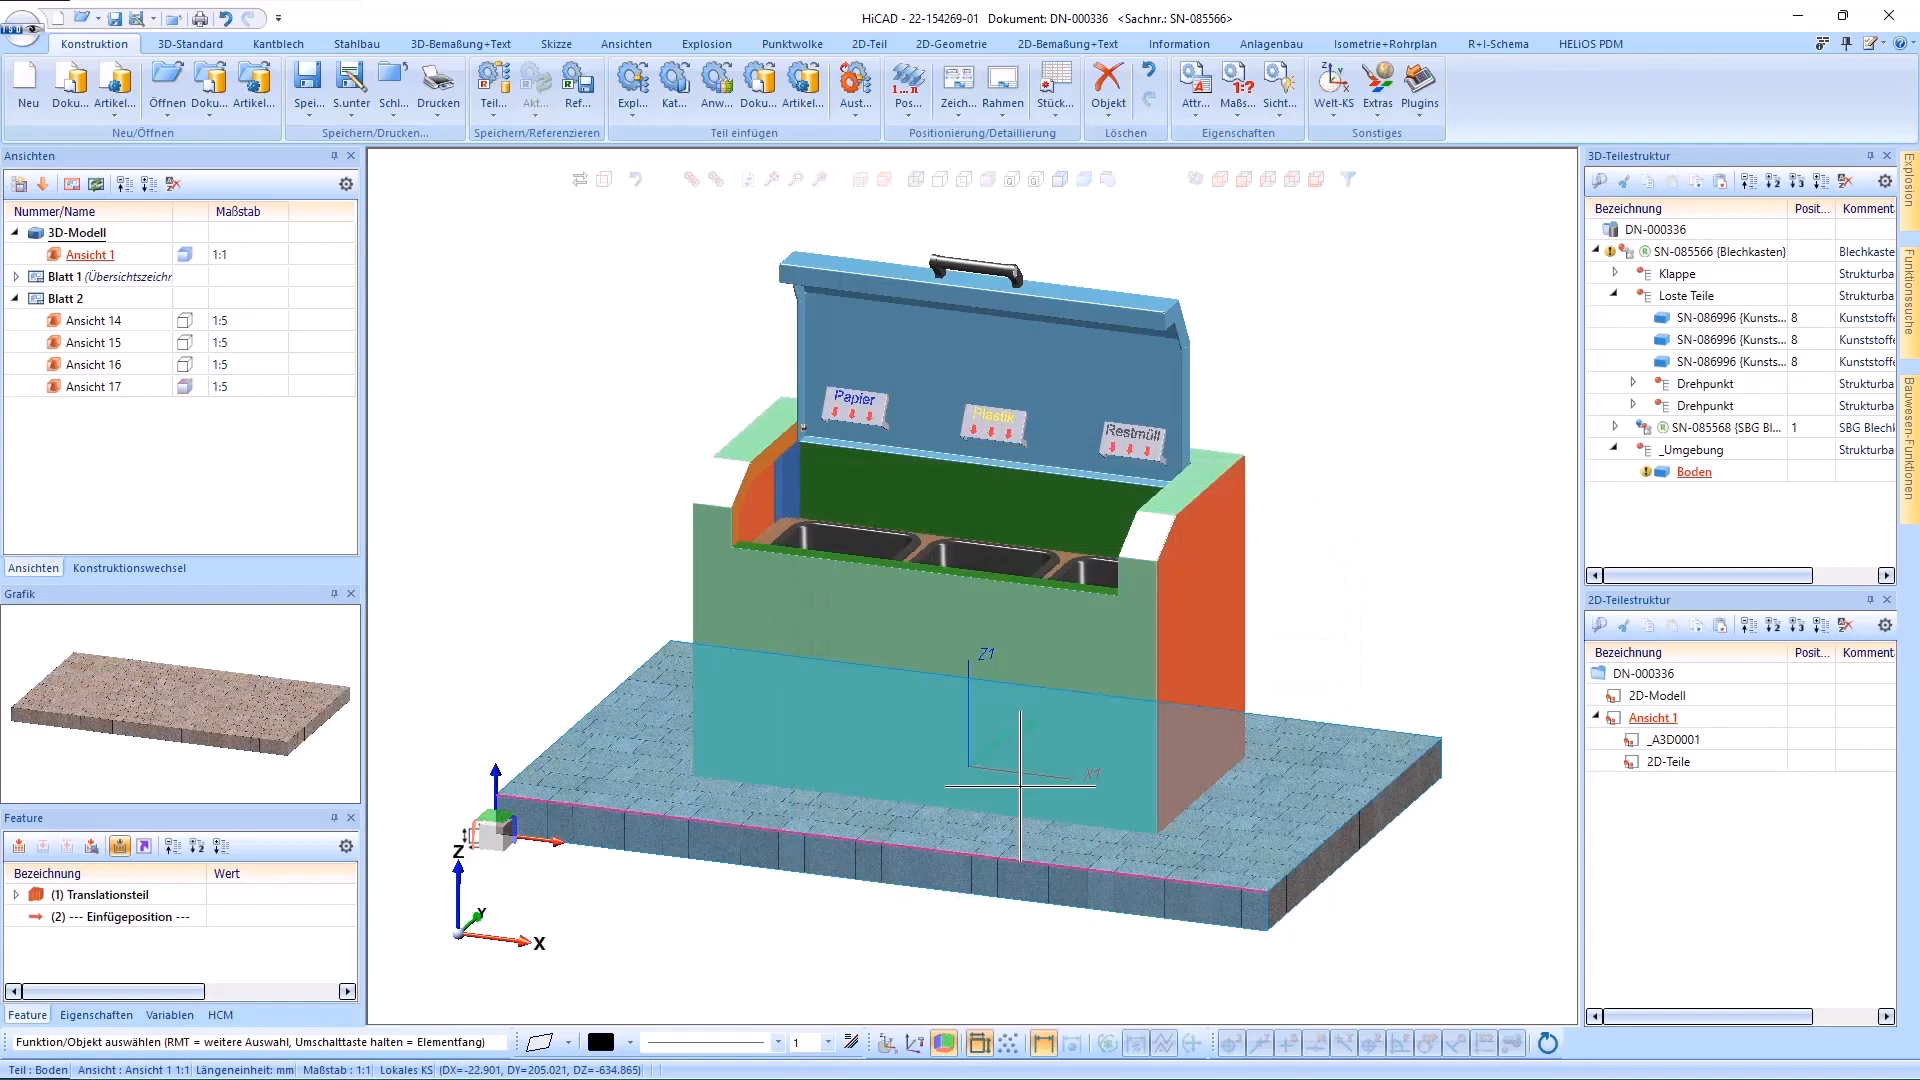 HiCAD - 22-154269-01   Dokument: DN-000336   <Sachnr.: SN-085566>
Konstruktion 3D-Standard Kantblech Stahlbau 3D-Bemaßung+Text Skizze Ansichten Explosion Punktwolke 2D-Teil 2D-Geometrie 2D-Bemaßung+Text Information Anlagenbau Isometrie+Rohrplan R+I-Schema HELiOS PDM
Neu Doku... Artikel... Öffnen Doku... Artikel... Spei... S.unter Schl... Drucken Teil... Akt... Ref... Expl... Kat... Anw... Doku... Artikel... Aust... Pos... Zeich... Rahmen Stück... Objekt Attr... Maßs... Sicht... Welt-KS Extras Plugins
Neu/Öffnen Speichern/Drucken... Speichern/Referenzieren Teil einfügen Positionierung/Detaillierung Löschen Eigenschaften Sonstiges
Ansichten
Nummer/Name Maßstab
3D-Modell
Ansicht 1 1:1
Blatt 1 (Übersichtszeichr
Blatt 2
Ansicht 14 1:5
Ansicht 15 1:5
Ansicht 16 1:5
Ansicht 17 1:5
Ansichten Konstruktionswechsel
Grafik
Feature
Bezeichnung Wert
(1) Translationsteil
(2) --- Einfügeposition ---
Feature Eigenschaften Variablen HCM
Papier
Plastik
Restmüll
Z1
X1
Z
Y
X
3D-Teilestruktur
Bezeichnung Posit... Komment
DN-000336
SN-085566 {Blechkasten} Blechkaste
Klappe Strukturba
Loste Teile Strukturba
SN-086996 {Kunsts... 8 Kunststoffe
SN-086996 {Kunsts... 8 Kunststoffe
SN-086996 {Kunsts... 8 Kunststoffe
Drehpunkt Strukturba
Drehpunkt Strukturba
SN-085568 {SBG Bl... 1 SBG Blech
_Umgebung Strukturba
Boden
2D-Teilestruktur
Bezeichnung Posit... Komment
DN-000336
2D-Modell
Ansicht 1
_A3D0001
2D-Teile
Explosion
Funktionssuche
Bauwesen-Funktionen
Funktion/Objekt auswählen (RMT = weitere Auswahl, Umschalttaste halten = Elementfang) 1
Teil : Boden Ansicht : Ansicht 1 1:1 Längeneinheit: mm Maßstab : 1:1 Lokales KS (DX=-22.901, DY=205.021, DZ=-634.865)